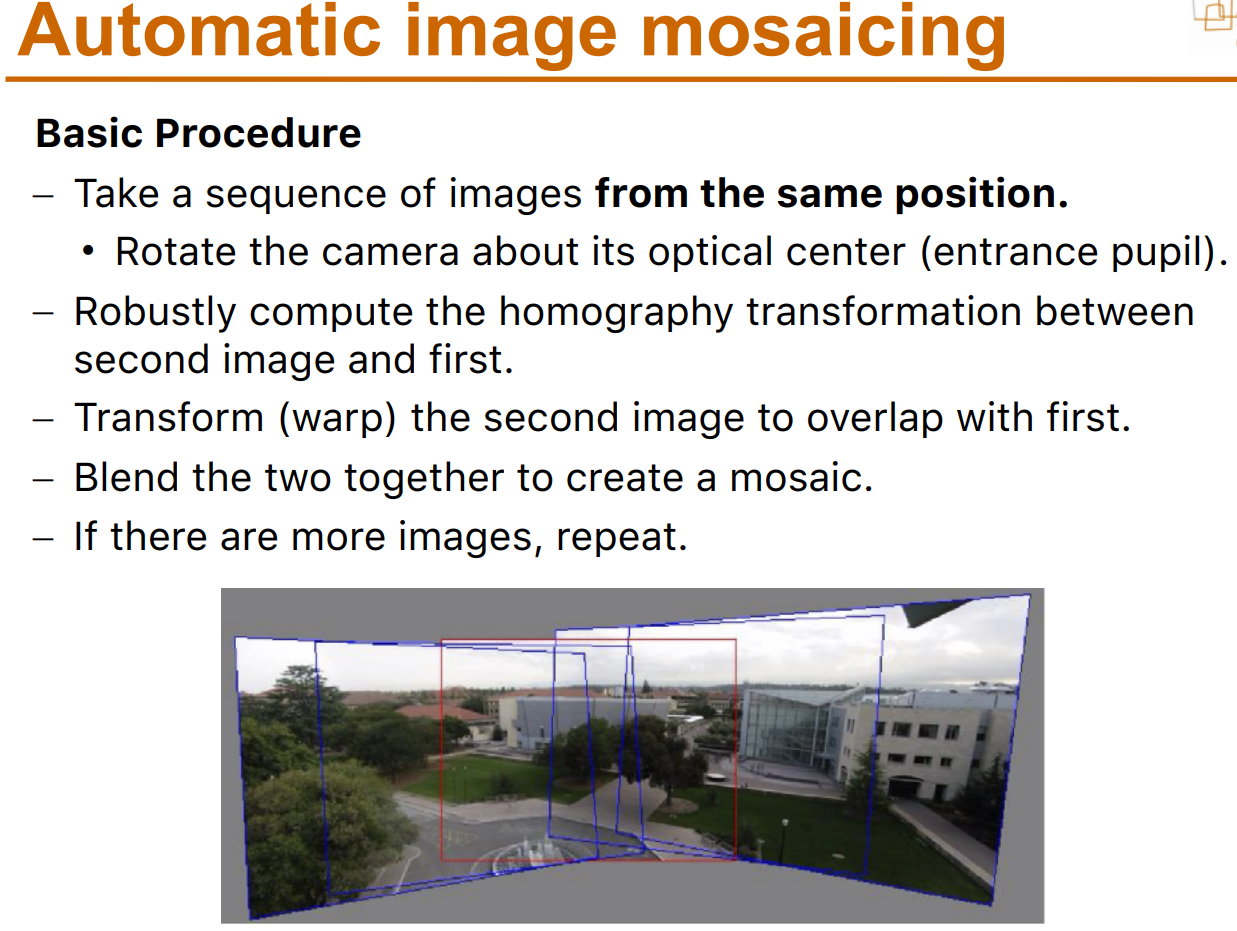 Automatic image mosaicing
Basic Procedure
– Take a sequence of images from the same position.
• Rotate the camera about its optical center (entrance pupil).
– Robustly compute the homography transformation between
second image and first.
– Transform (warp) the second image to overlap with first.
– Blend the two together to create a mosaic.
– If there are more images, repeat.